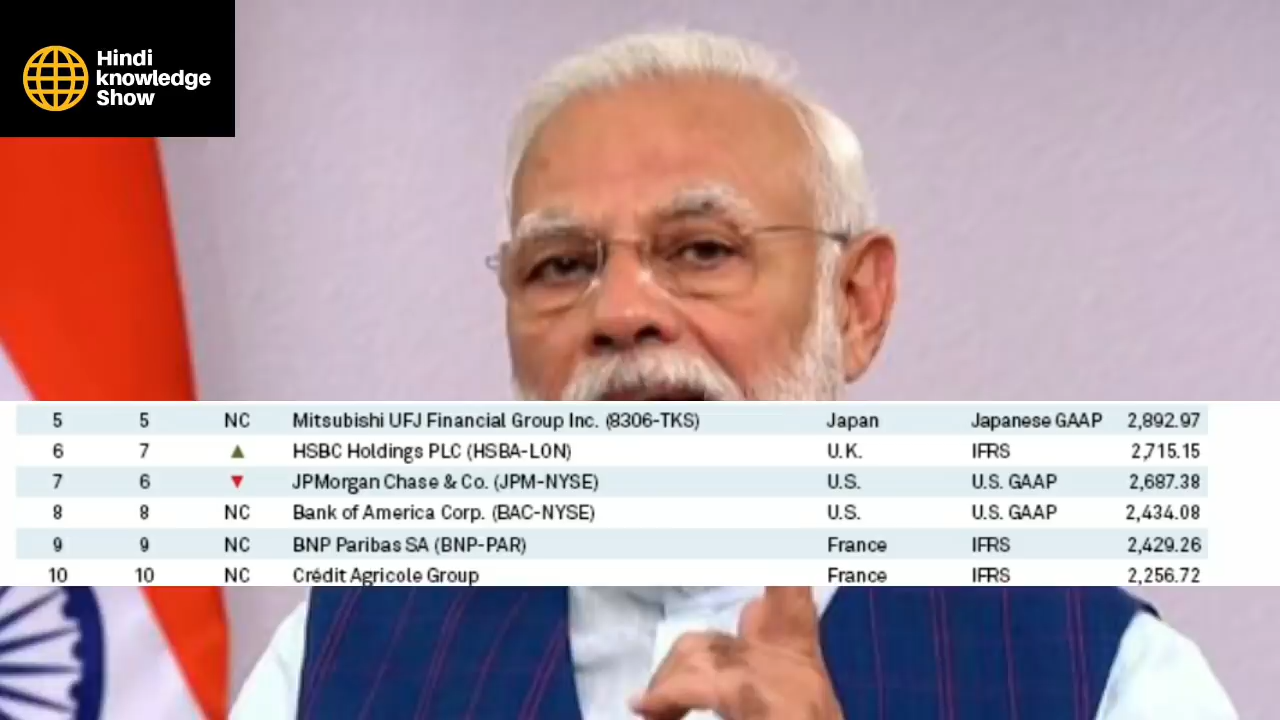 Hindi
knowledge
Show
5 5 NC Mitsubishi UFJ Financial Group Inc. (8306-TKS) Japan Japanese GAAP 2,892.97
6 7 ▲ HSBC Holdings PLC (HSBA-LON) U.K. IFRS 2,715.15
7 6 ▼ JPMorgan Chase & Co. (JPM-NYSE) U.S. U.S. GAAP 2,687.38
8 8 NC Bank of America Corp. (BAC-NYSE) U.S. U.S. GAAP 2,434.08
9 9 NC BNP Paribas SA (BNP-PAR) France IFRS 2,429.26
10 10 NC Crédit Agricole Group France IFRS 2,256.72